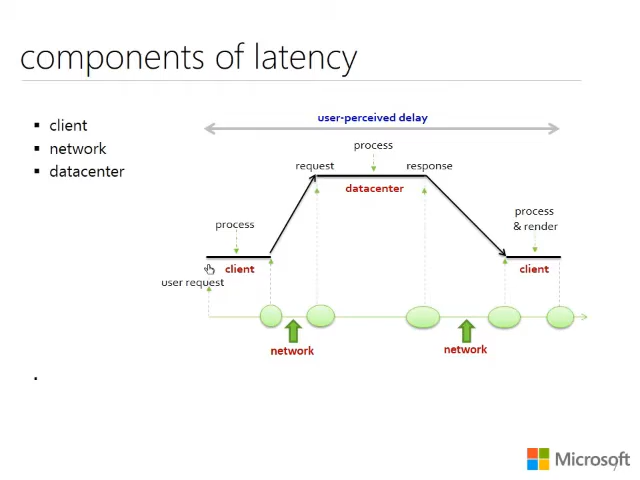 components of latency
▪ client
▪ network
▪ datacenter
user-perceived delay
process
request
response
datacenter
process
process
& render
client
client
user request
network
network
Microsoft
7